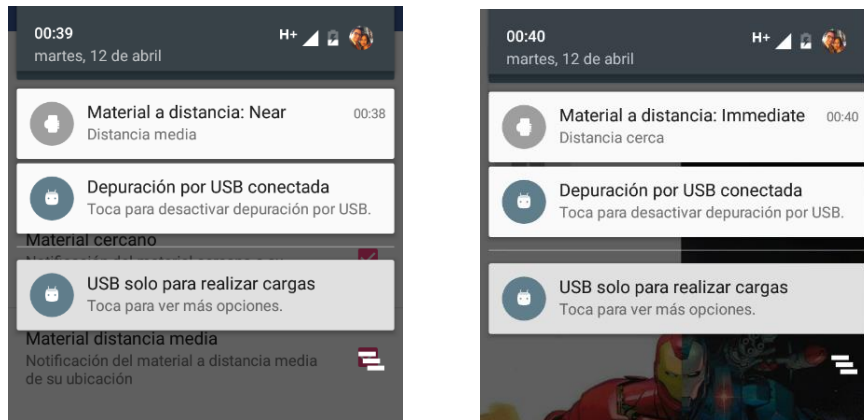 00:39
H+
martes, 12 de abril
Material a distancia: Near
00:38
Distancia media
Depuración por USB conectada
Toca para desactivar depuración por USB.
Material cercano
USB solo para realizar cargas
Toca para ver más opciones.
Material distancia media
Notificación del material a distancia media
de su ubicación
00:40
H+
martes, 12 de abril
Material a distancia: Immediate
00:40
Distancia cerca
Depuración por USB conectada
Toca para desactivar depuración por USB.
USB solo para realizar cargas
Toca para ver más opciones.